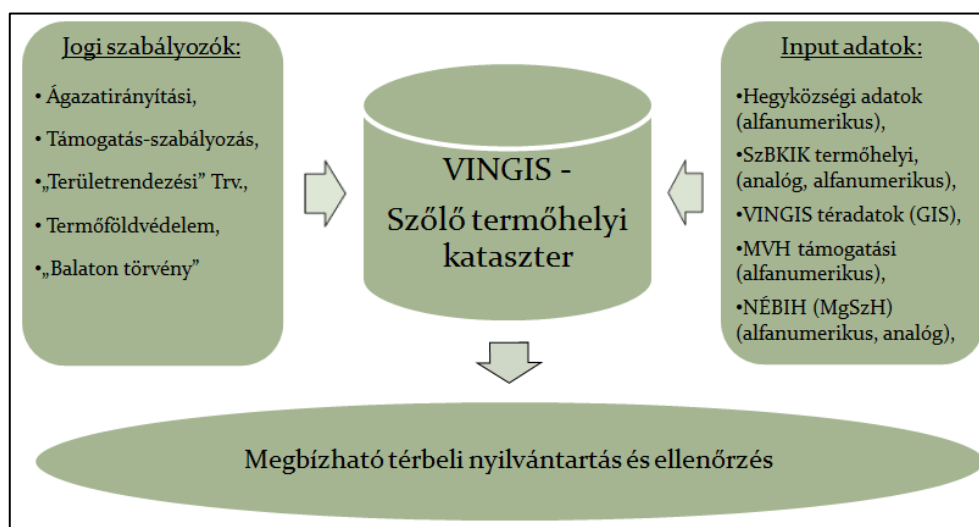 Jogi szabályozók:
• Ágazatirányítási,
• Támogatás-szabályozás,
•„Területrendezési” Trv.,
• Termőföldvédelem,
•„Balaton törvény”
VINGIS -
Szőlő termőhelyi
kataszter
Input adatok:
•Hegyközségi adatok
(alfanumerikus),
•SzBKIK termőhelyi,
(analóg, alfanumerikus),
•VINGIS téradatok (GIS),
•MVH támogatási
(alfanumerikus),
•NÉBIH (MgSzH)
(alfanumerikus, analóg),
Megbízható térbeli nyilvántartás és ellenőrzés